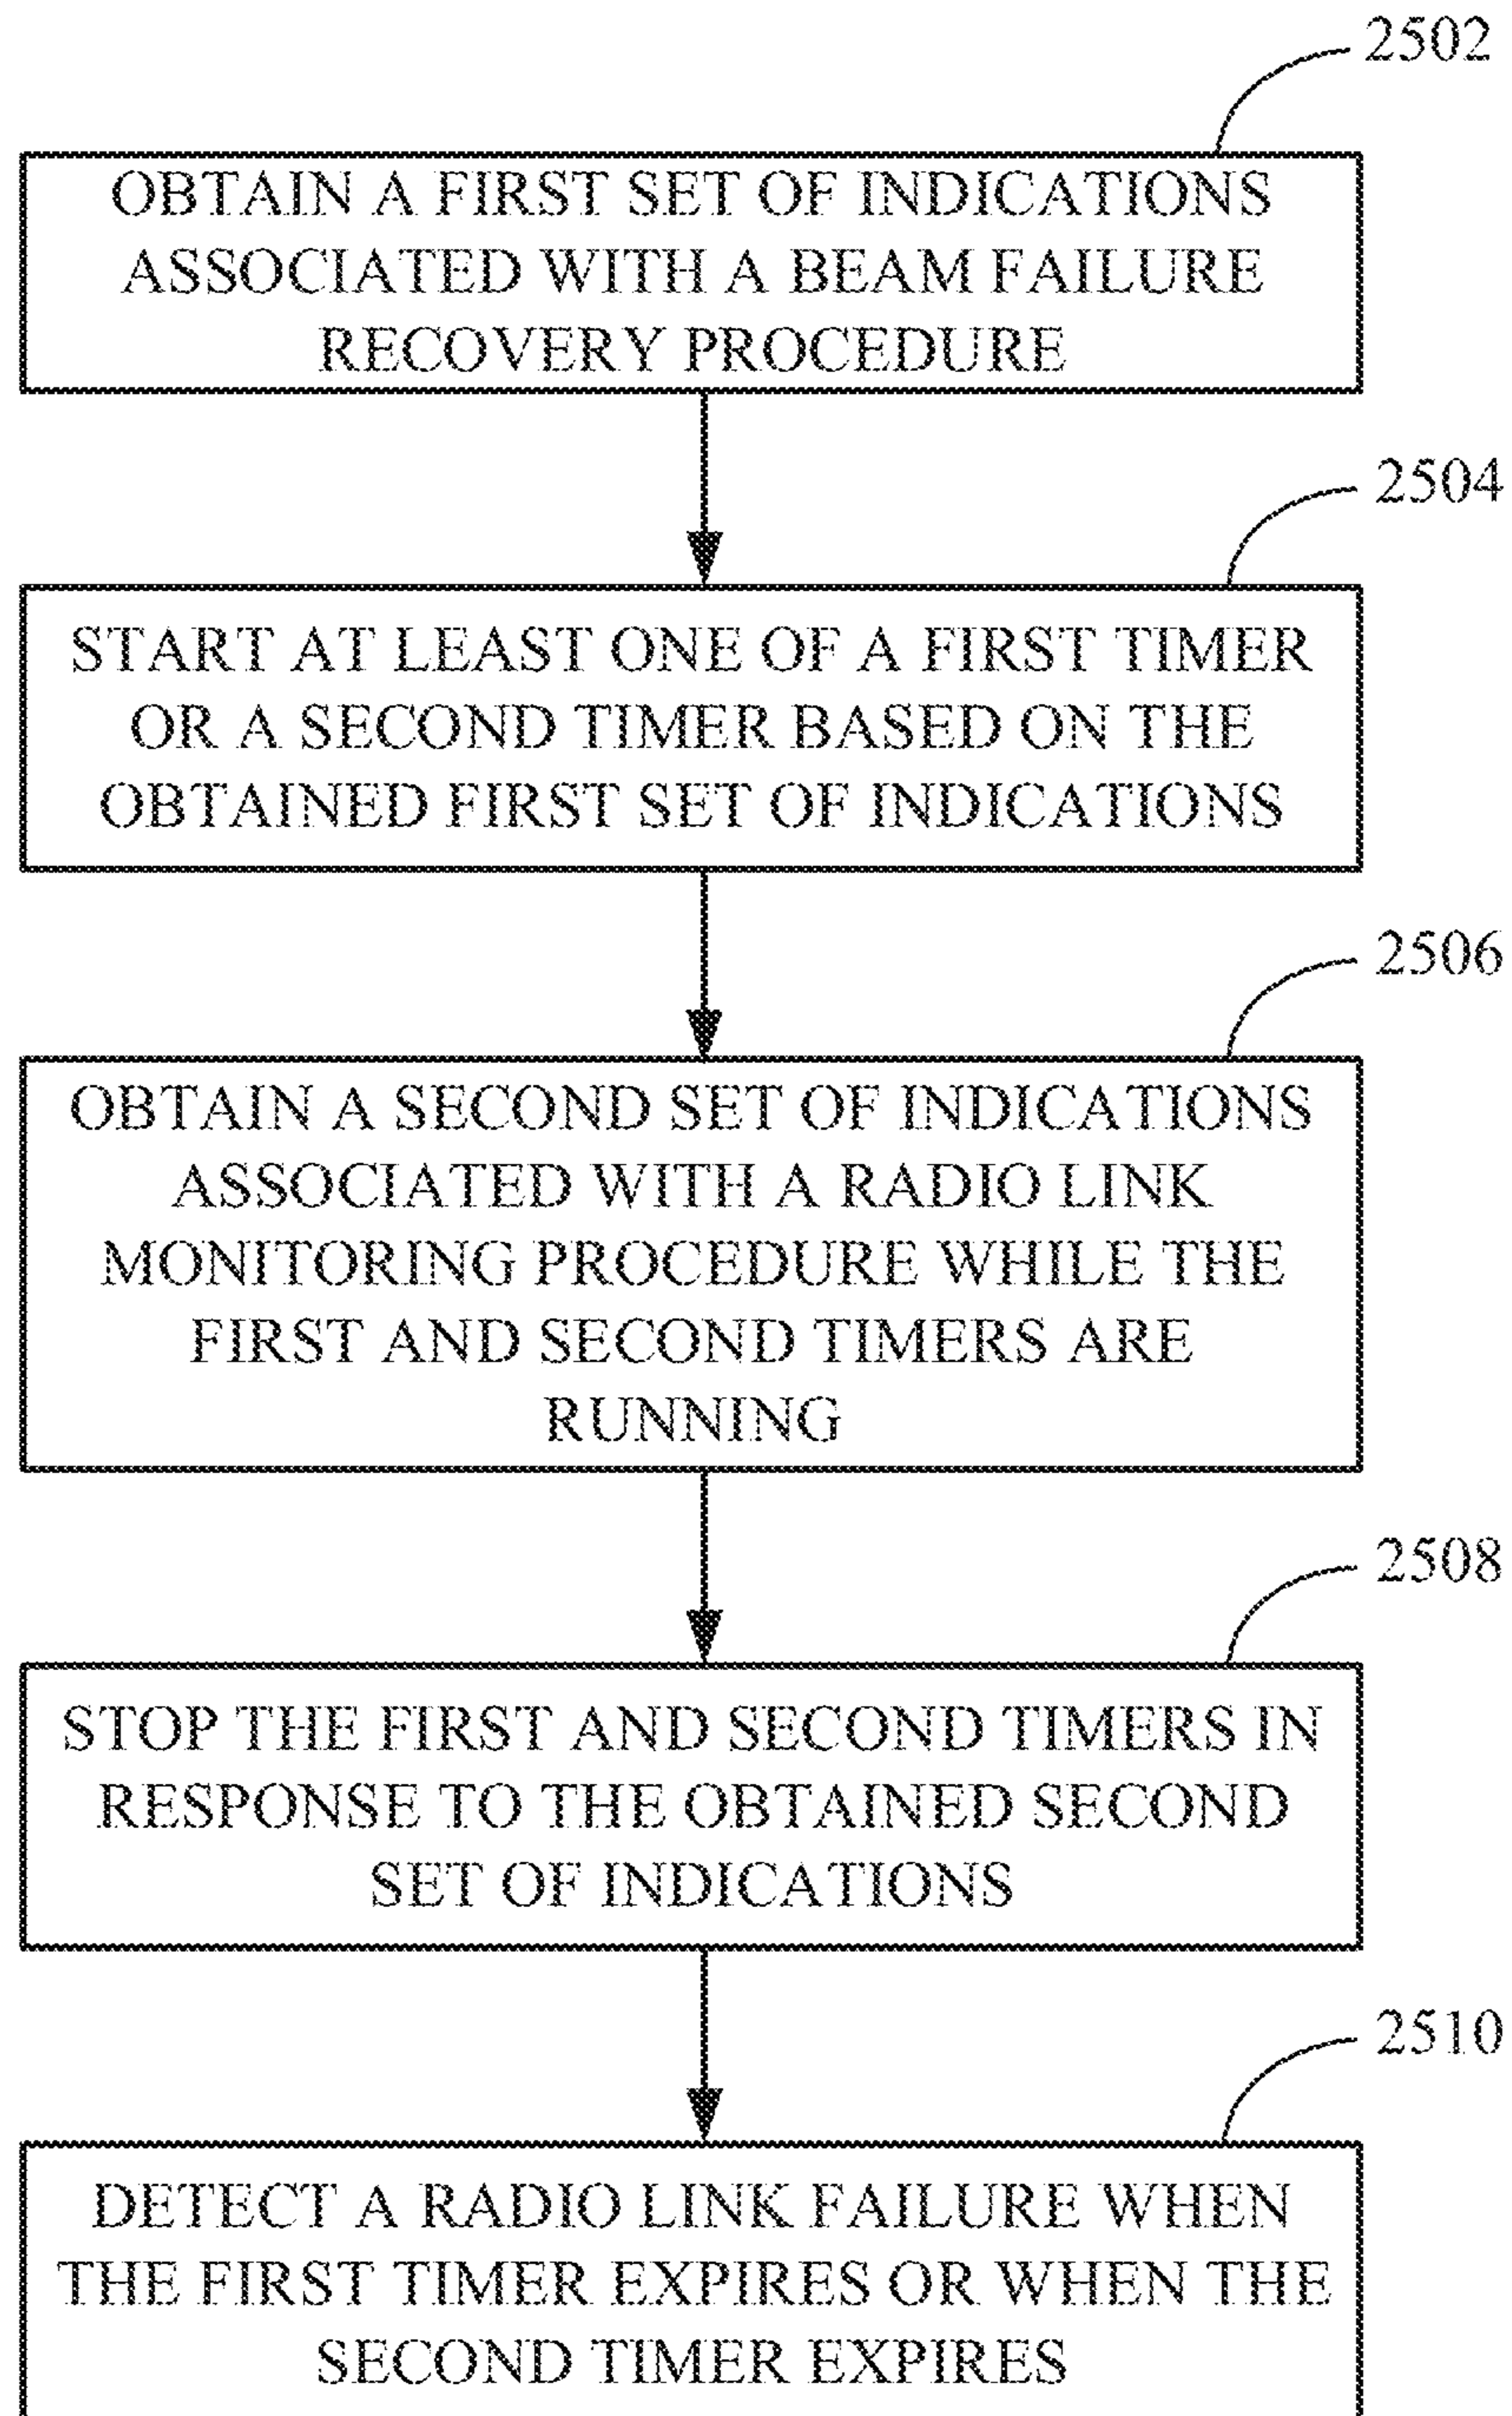 2502
OBTAIN A FIRST SET OF INDICATIONS
ASSOCIATED WITH A BEAM FAILURE
RECOVERY PROCEDURE
2504
START AT LEAST ONE OF A FIRST TIMER
OR A SECOND TIMER BASED ON THE
OBTAINED FIRST SET OF INDICATIONS
2506
OBTAIN A SECOND SET OF INDICATIONS
ASSOCIATED WITH A RADIO LINK
MONITORING PROCEDURE WHILE THE
FIRST AND SECOND TIMERS ARE
RUNNING
2508
STOP THE FIRST AND SECOND TIMERS IN
RESPONSE TO THE OBTAINED SECOND
SET OF INDICATIONS
2510
DETECT A RADIO LINK FAILURE WHEN
THE FIRST TIMER EXPIRES OR WHEN THE
SECOND TIMER EXPIRES